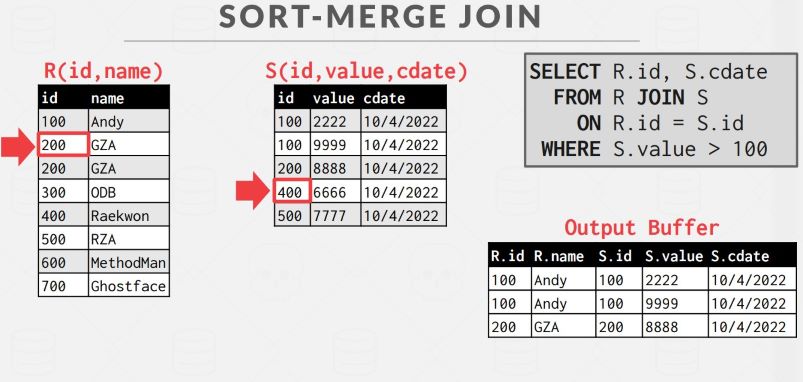 SORT-MERGE JOIN
R(id,name)
id name
100 Andy
200 GZA
200 GZA
300 ODB
400 Raekwon
500 RZA
600 MethodMan
700 Ghostface
S(id,value,cdate)
id value cdate
100 2222 10/4/2022
100 9999 10/4/2022
200 8888 10/4/2022
400 6666 10/4/2022
500 7777 10/4/2022
SELECT R.id, S.cdate
FROM R JOIN S
ON R.id = S.id
WHERE S.value > 100
Output Buffer
R.id R.name S.id S.value S.cdate
100 Andy 100 2222 10/4/2022
100 Andy 100 9999 10/4/2022
200 GZA 200 8888 10/4/2022